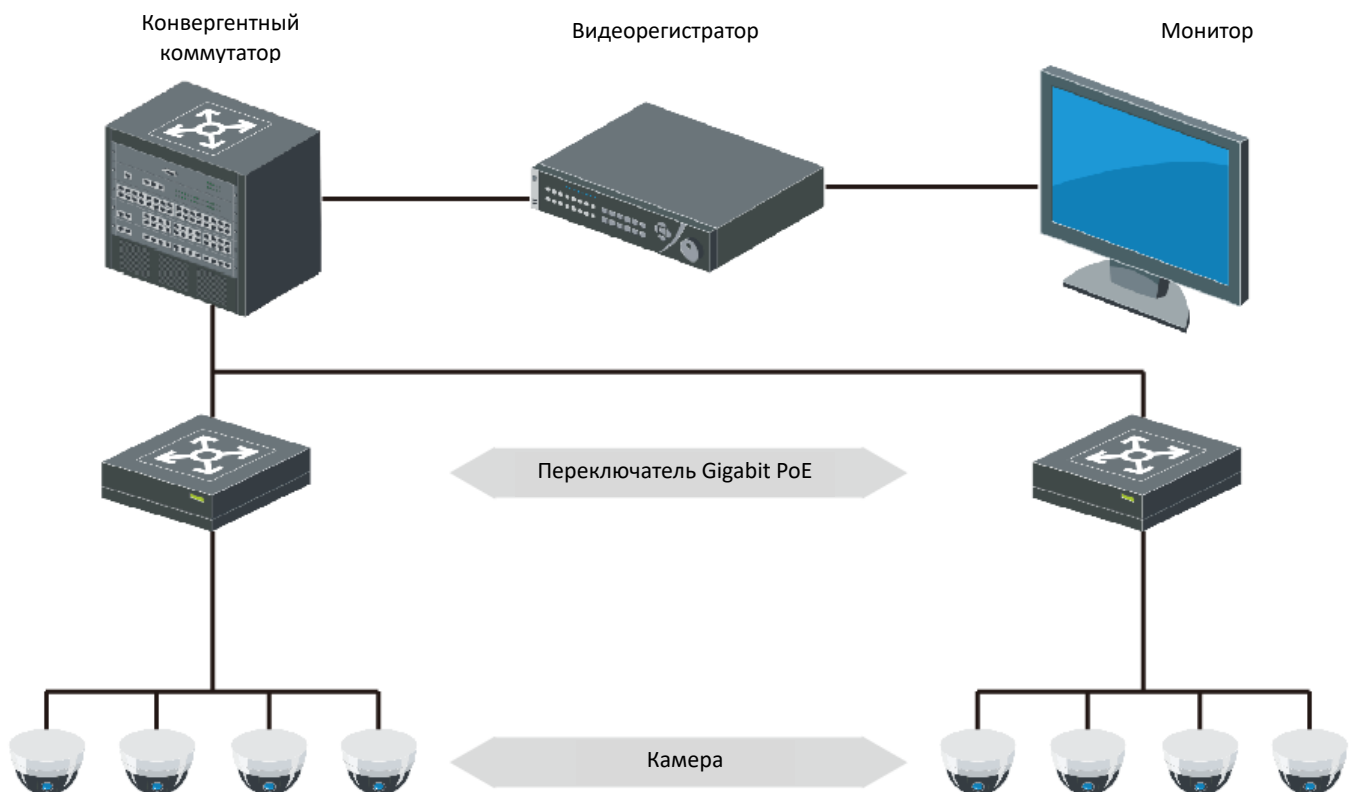 Конвергентный
коммутатор
Видеорегистратор
Монитор
Переключатель Gigabit PoE
Камера